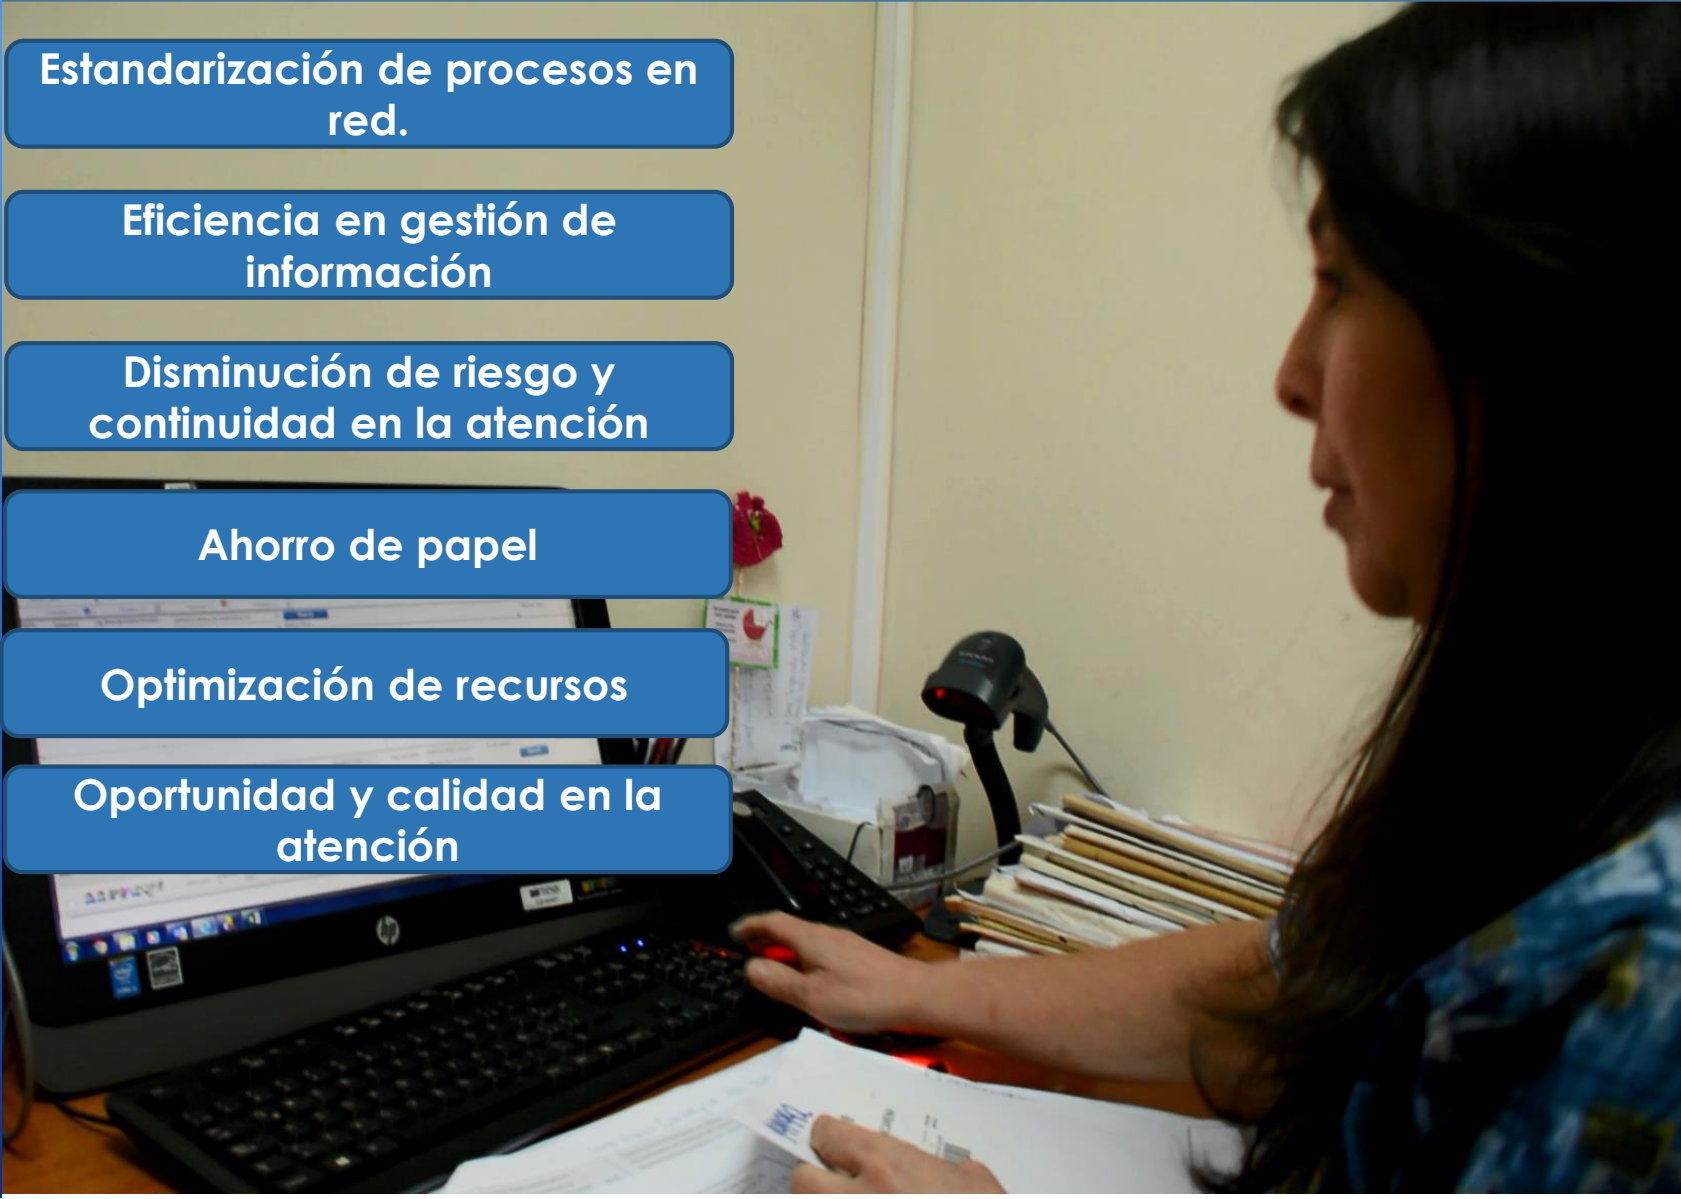 Estandarización de procesos en
red.
Eficiencia en gestión de
información
Disminución de riesgo y
continuidad en la atención
Ahorro de papel
Optimización de recursos
Oportunidad y calidad en la
atención
hp